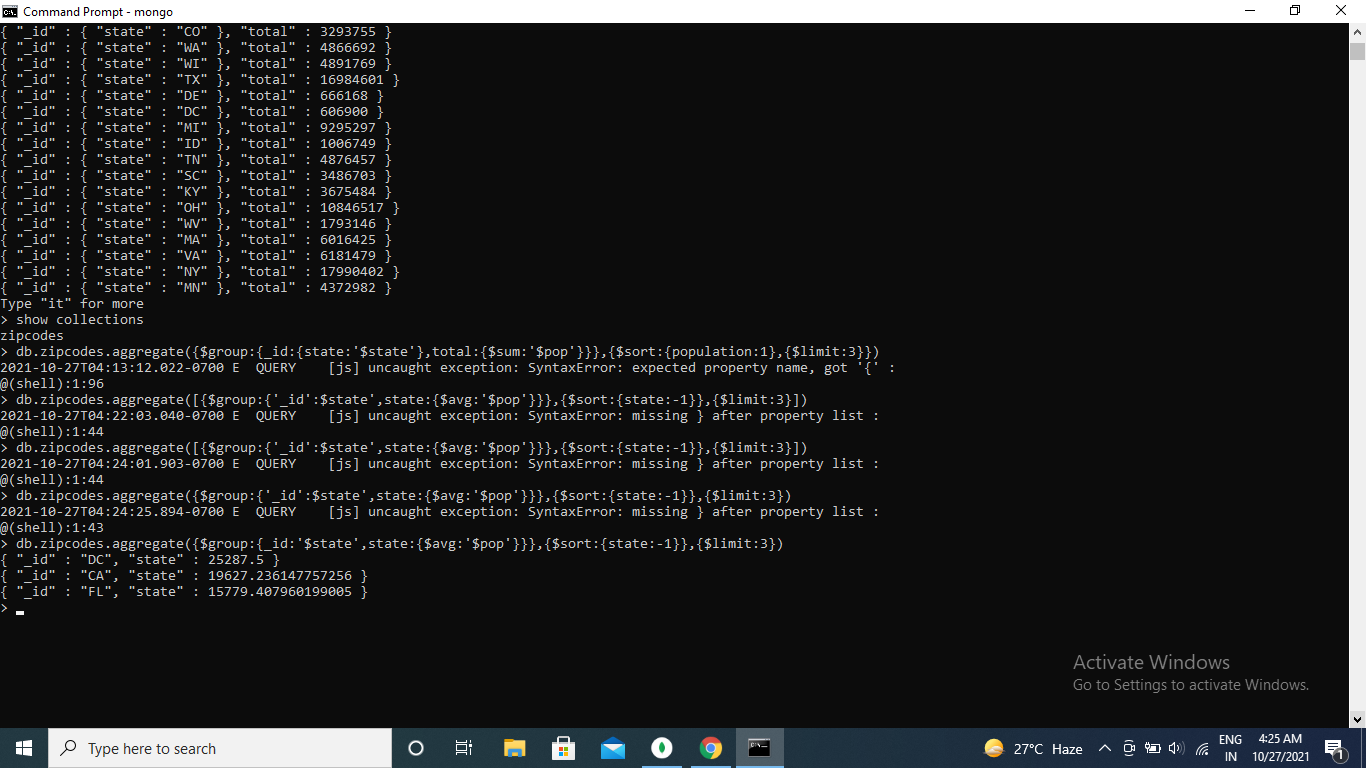 Command Prompt - mongo
{ "_id" : { "state" : "CO" }, "total" : 3293755 }
{ "_id" : { "state" : "WA" }, "total" : 4866692 }
{ "_id" : { "state" : "WI" }, "total" : 4891769 }
{ "_id" : { "state" : "TX" }, "total" : 16984601 }
{ "_id" : { "state" : "DE" }, "total" : 666168 }
{ "_id" : { "state" : "DC" }, "total" : 606900 }
{ "_id" : { "state" : "MI" }, "total" : 9295297 }
{ "_id" : { "state" : "ID" }, "total" : 1006749 }
{ "_id" : { "state" : "TN" }, "total" : 4876457 }
{ "_id" : { "state" : "SC" }, "total" : 3486703 }
{ "_id" : { "state" : "KY" }, "total" : 3675484 }
{ "_id" : { "state" : "OH" }, "total" : 10846517 }
{ "_id" : { "state" : "WV" }, "total" : 1793146 }
{ "_id" : { "state" : "MA" }, "total" : 6016425 }
{ "_id" : { "state" : "VA" }, "total" : 6181479 }
{ "_id" : { "state" : "NY" }, "total" : 17990402 }
{ "_id" : { "state" : "MN" }, "total" : 4372982 }
Type "it" for more
> show collections
zipcodes
> db.zipcodes.aggregate({$group:{_id:{state:'$state'},total:{$sum:'$pop'}}},{$sort:{population:1},{$limit:3}})
2021-10-27T04:13:12.022-0700 E  QUERY    [js] uncaught exception: SyntaxError: expected property name, got '{' :
@(shell):1:96
> db.zipcodes.aggregate([{$group:{'_id':$state',state:{$avg:'$pop'}}},{$sort:{state:-1}},{$limit:3}])
2021-10-27T04:22:03.040-0700 E  QUERY    [js] uncaught exception: SyntaxError: missing } after property list :
@(shell):1:44
> db.zipcodes.aggregate([{$group:{'_id':$state',state:{$avg:'$pop'}}},{$sort:{state:-1}},{$limit:3}])
2021-10-27T04:24:01.903-0700 E  QUERY    [js] uncaught exception: SyntaxError: missing } after property list :
@(shell):1:44
> db.zipcodes.aggregate({$group:{'_id':$state',state:{$avg:'$pop'}}},{$sort:{state:-1}},{$limit:3})
2021-10-27T04:24:25.894-0700 E  QUERY    [js] uncaught exception: SyntaxError: missing } after property list :
@(shell):1:43
> db.zipcodes.aggregate({$group:{_id:'$state',state:{$avg:'$pop'}}},{$sort:{state:-1}},{$limit:3})
{ "_id" : "DC", "state" : 25287.5 }
{ "_id" : "CA", "state" : 19627.236147757256 }
{ "_id" : "FL", "state" : 15779.407960199005 }
>
Activate Windows
Go to Settings to activate Windows.
Type here to search
27°C Haze
ENG
IN
4:25 AM
10/27/2021
1